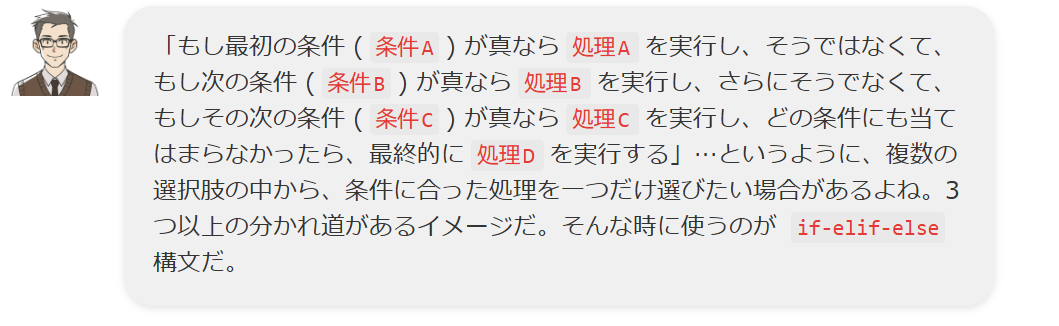 「もし最初の条件 ( 条件A ) が真なら 処理A を実行し、そうではなくて、
もし次の条件 ( 条件B ) が真なら 処理B を実行し、さらにそうでなくて、
もしその次の条件 ( 条件C ) が真なら 処理C を実行し、どの条件にも当て
はまらなかったら、最終的に 処理D を実行する」…というように、複数の
選択肢の中から、条件に合った処理を一つだけ選びたい場合があるよね。3
つ以上の分かれ道があるイメージだ。そんな時に使うのが if-elif-else
構文だ。